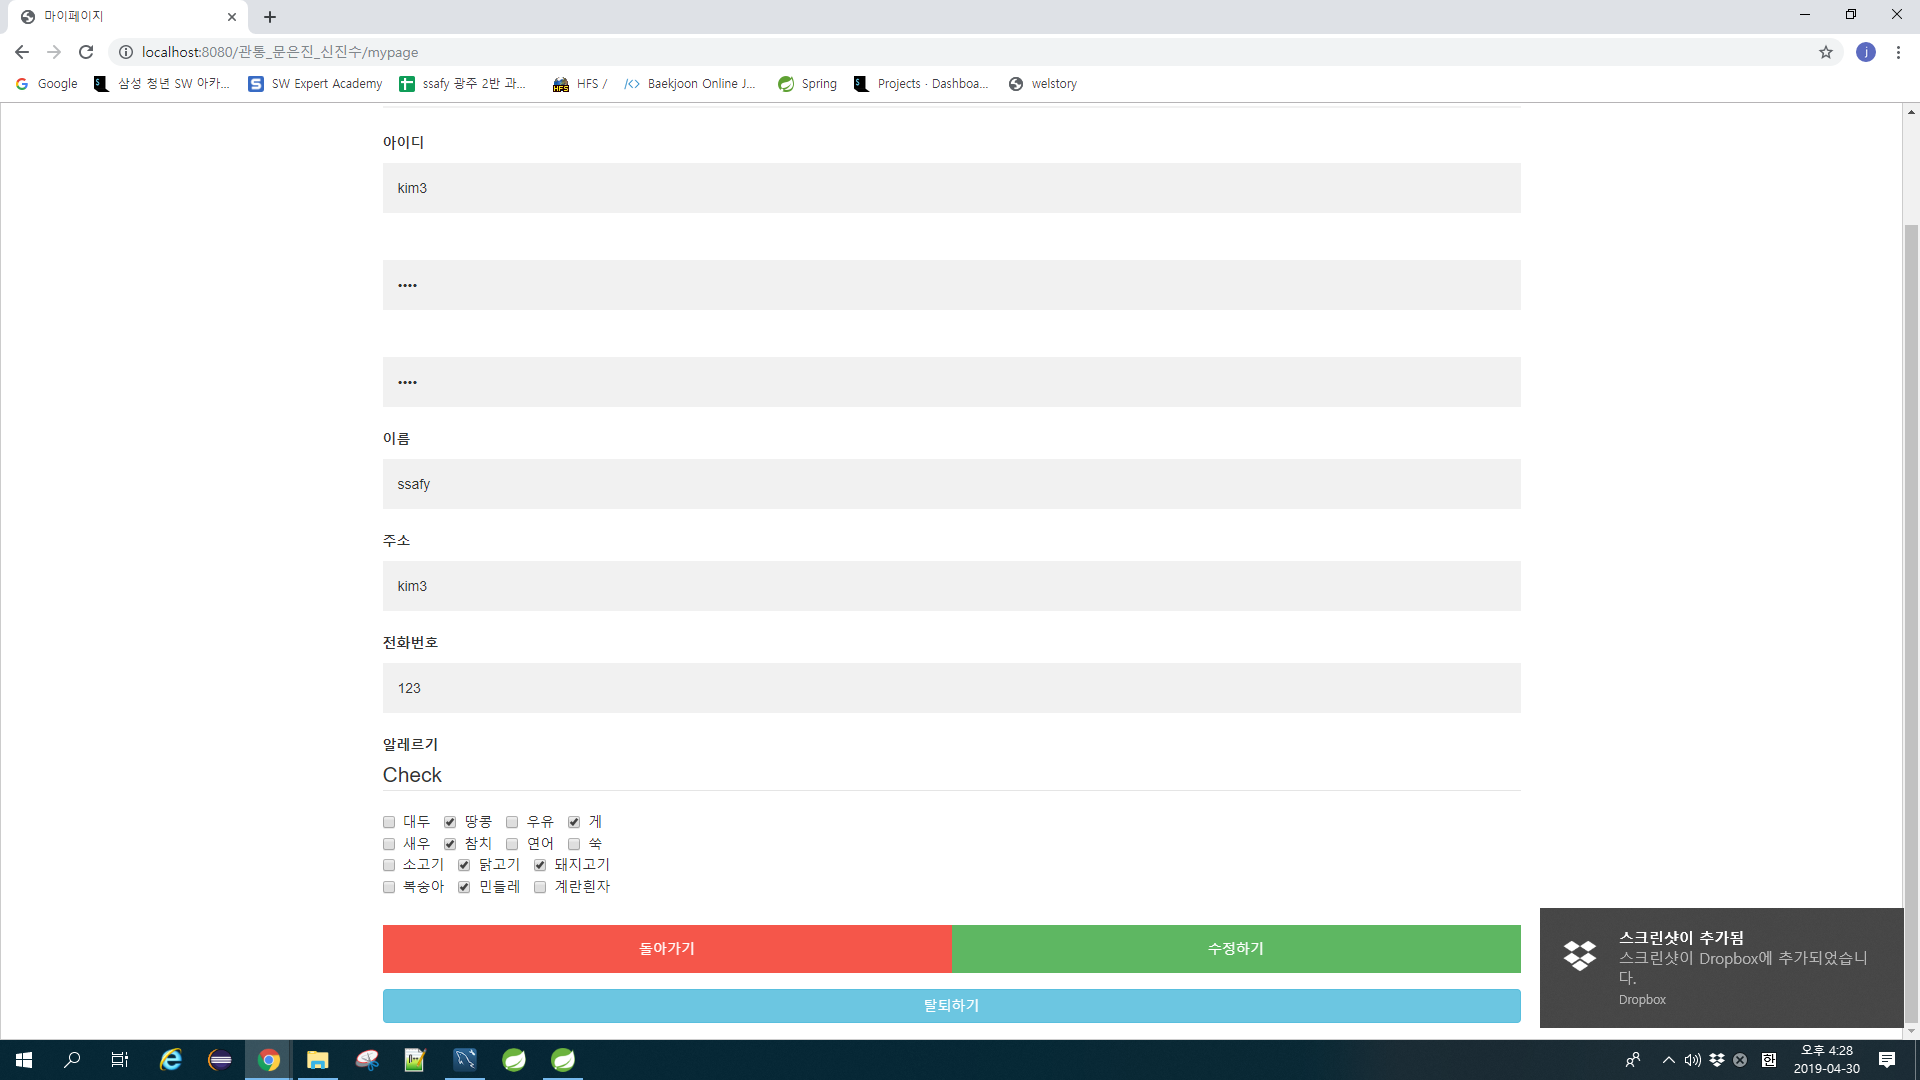 마이페이지
localhost:8080/관통_문은진_신진수/mypage
j
Google 삼성 청년 SW 아카... SW Expert Academy ssafy 광주 2반 과... HFS / Baekjoon Online J... Spring Projects · Dashboa... welstory
아이디
kim3
••••
••••
이름
ssafy
주소
kim3
전화번호
123
알레르기
Check
대두 땅콩 우유 게
새우 참치 연어 쑥
소고기 닭고기 돼지고기
복숭아 민들레 계란흰자
돌아가기 수정하기
탈퇴하기
스크린샷이 추가됨
스크린샷이 Dropbox에 추가되었습니
다.
Dropbox
한
오후 4:28
2019-04-30